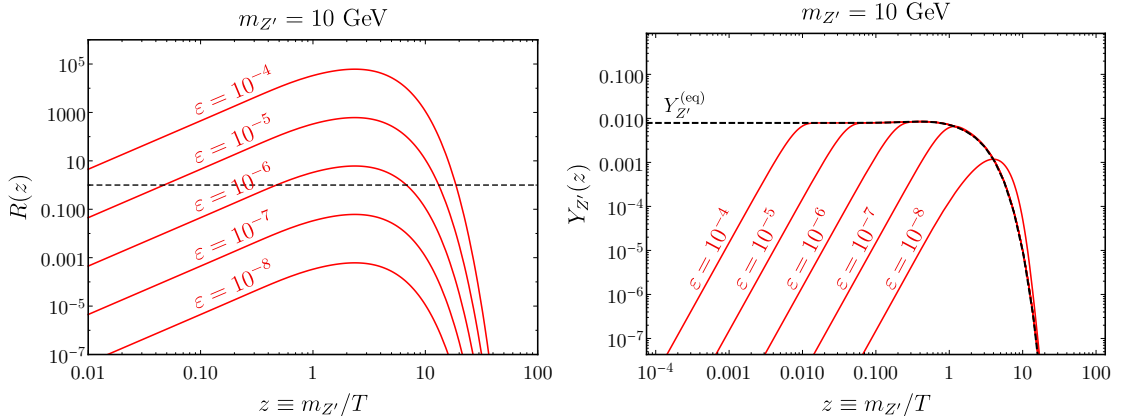 m_{Z'} = 10 GeV
R(z)
10^5
1000
10
0.100
0.001
10^{-5}
10^{-7}
ε = 10^{-4}
ε = 10^{-5}
ε = 10^{-6}
ε = 10^{-7}
ε = 10^{-8}
0.01 0.10 1 10 100
z ≡ m_{Z'}/T
m_{Z'} = 10 GeV
Y_{Z'}(z)
0.100
0.010
0.001
10^{-4}
10^{-5}
10^{-6}
10^{-7}
Y_{Z'}^{(eq)}
ε = 10^{-4}
ε = 10^{-5}
ε = 10^{-6}
ε = 10^{-7}
ε = 10^{-8}
10^{-4} 0.001 0.010 0.100 1 10 100
z ≡ m_{Z'}/T